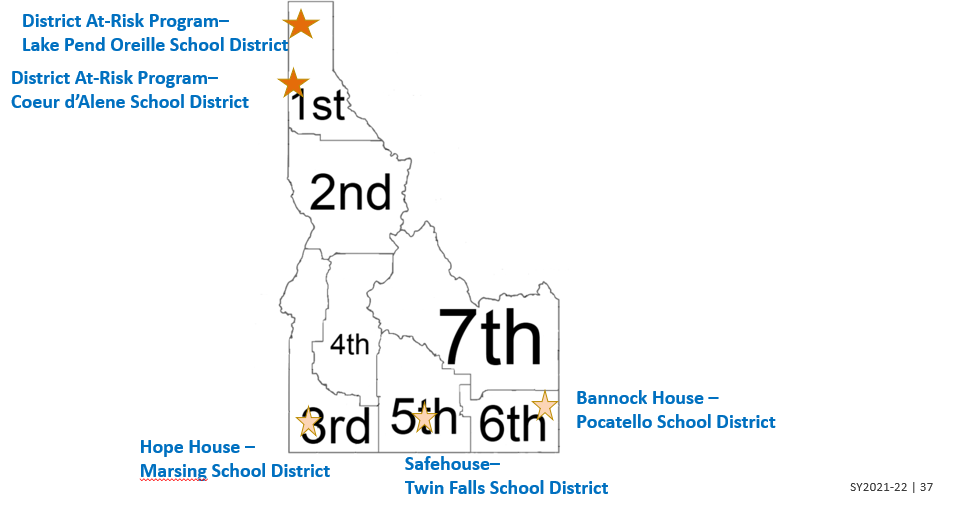 District At-Risk Program–
Lake Pend Oreille School District
District At-Risk Program–
Coeur d’Alene School District
1st
2nd
4th
7th
3rd
5th
6th
Bannock House –
Pocatello School District
Hope House –
Marsing School District
Safehouse–
Twin Falls School District
SY2021-22 | 37